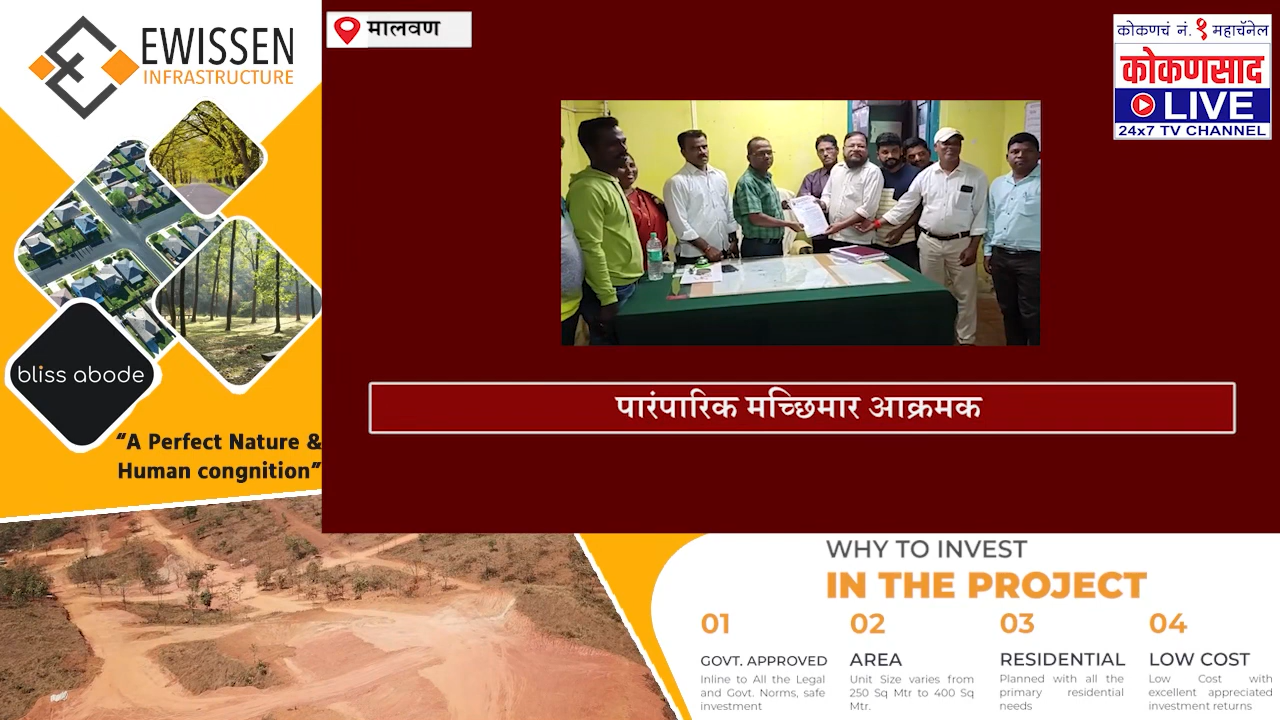 EWISSEN
INFRASTRUCTURE
bliss abode
“A Perfect Nature &
Human congnition”
मालवण
कोकणचं नं. १ महाचॅनेल
कोकणसाद
LIVE
24x7 TV CHANNEL
पारंपारिक मच्छिमार आक्रमक
WHY TO INVEST
IN THE PROJECT
01
GOVT. APPROVED
Inline to All the Legal
and Govt. Norms, safe
investment
02
AREA
Unit Size varies from
250 Sq Mtr to 400 Sq
Mtr.
03
RESIDENTIAL
Planned with all the
primary residential
needs
04
LOW COST
Low Cost with
excellent appreciated
investment returns